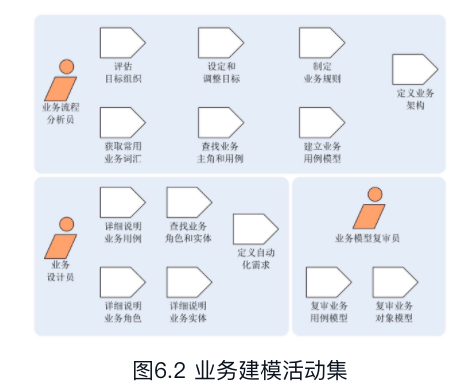 评估
目标组织
设定和
调整目标
制定
业务规则
定义业务
架构
业务流程
分析员
获取常用
业务词汇
查找业务
主角和用例
建立业务
用例模型
详细说明
业务用例
查找业务
角色和实体
定义自动
化需求
业务
设计员
详细说明
业务角色
详细说明
业务实体
业务模型复审员
复审业务
用例模型
复审业务
对象模型
图6.2 业务建模活动集